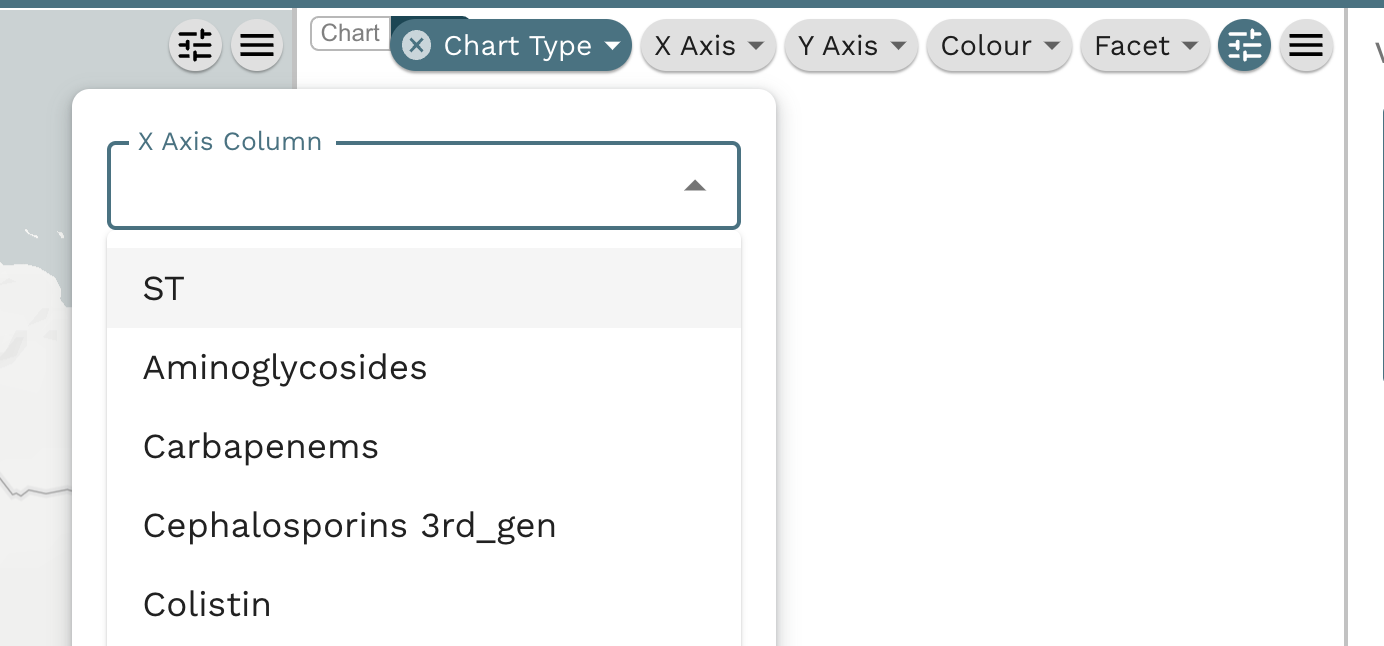 Chart
Chart Type
X Axis
Y Axis
Colour
Facet
X Axis Column
ST
Aminoglycosides
Carbapenems
Cephalosporins 3rd_gen
Colistin